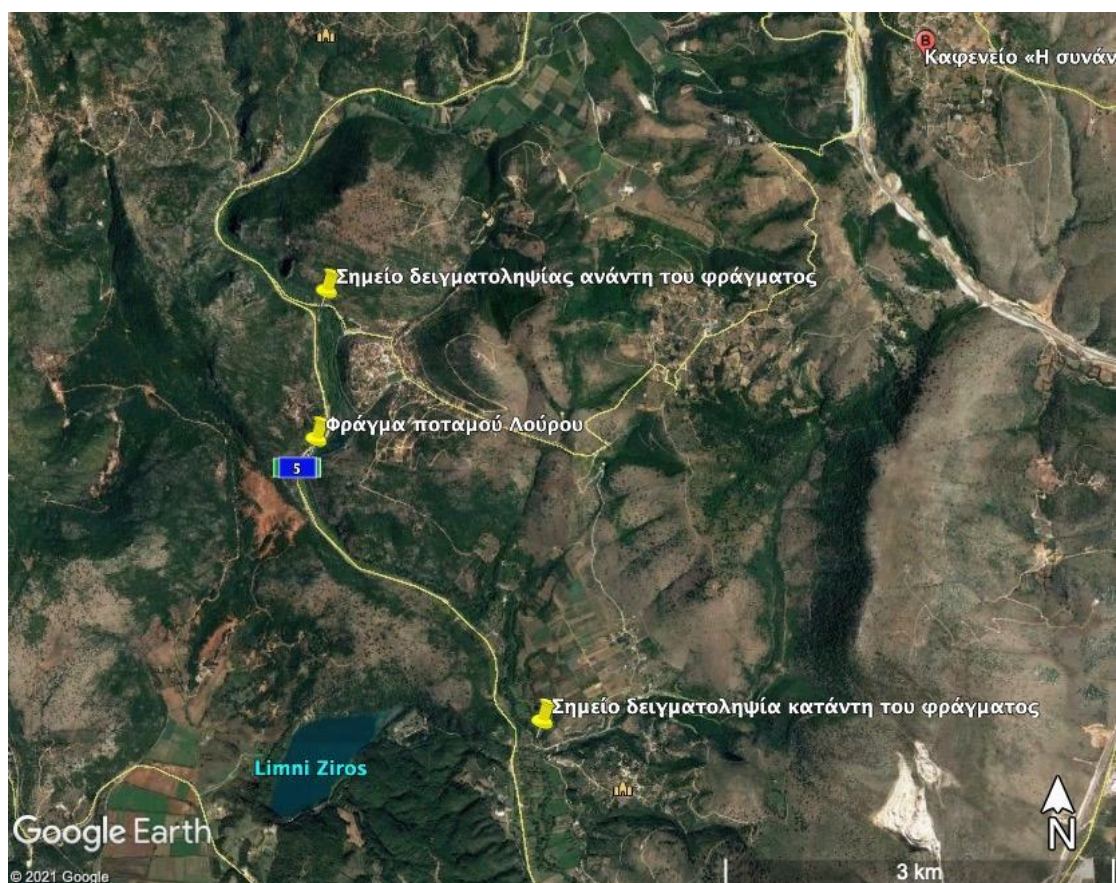 B
Καφενείο «Η συνάν
Σημείο δειγματοληψίας ανάντη του φράγματος
Φράγμα ποταμού Λούρου
5
Σημείο δειγματοληψία κατάντη του φράγματος
Limni Ziros
Google Earth
© 2021 Google
N
3 km